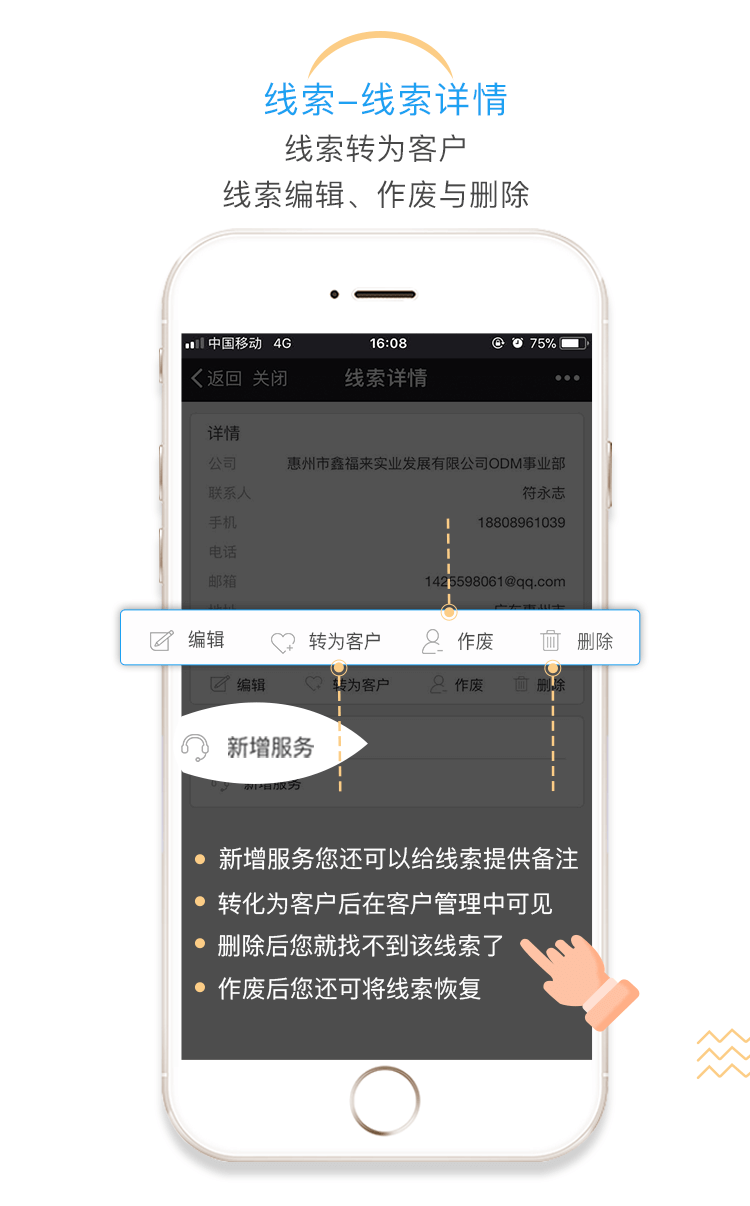 线索–线索详情
线索转为客户
线索编辑、作废与删除
中国移动 4G 16:08 75%
返回 关闭 线索详情
详情
公司 惠州市鑫福来实业发展有限公司ODM事业部
联系人 符永志
手机 18808961039
电话
邮箱 1425598061@qq.com
地址 广东惠州市
编辑 转为客户 作废 删除
编辑 转为客户 作废 删除
新增服务
新增服务
新增服务您还可以给线索提供备注
转化为客户后在客户管理中可见
删除后您就找不到该线索了
作废后您还可将线索恢复